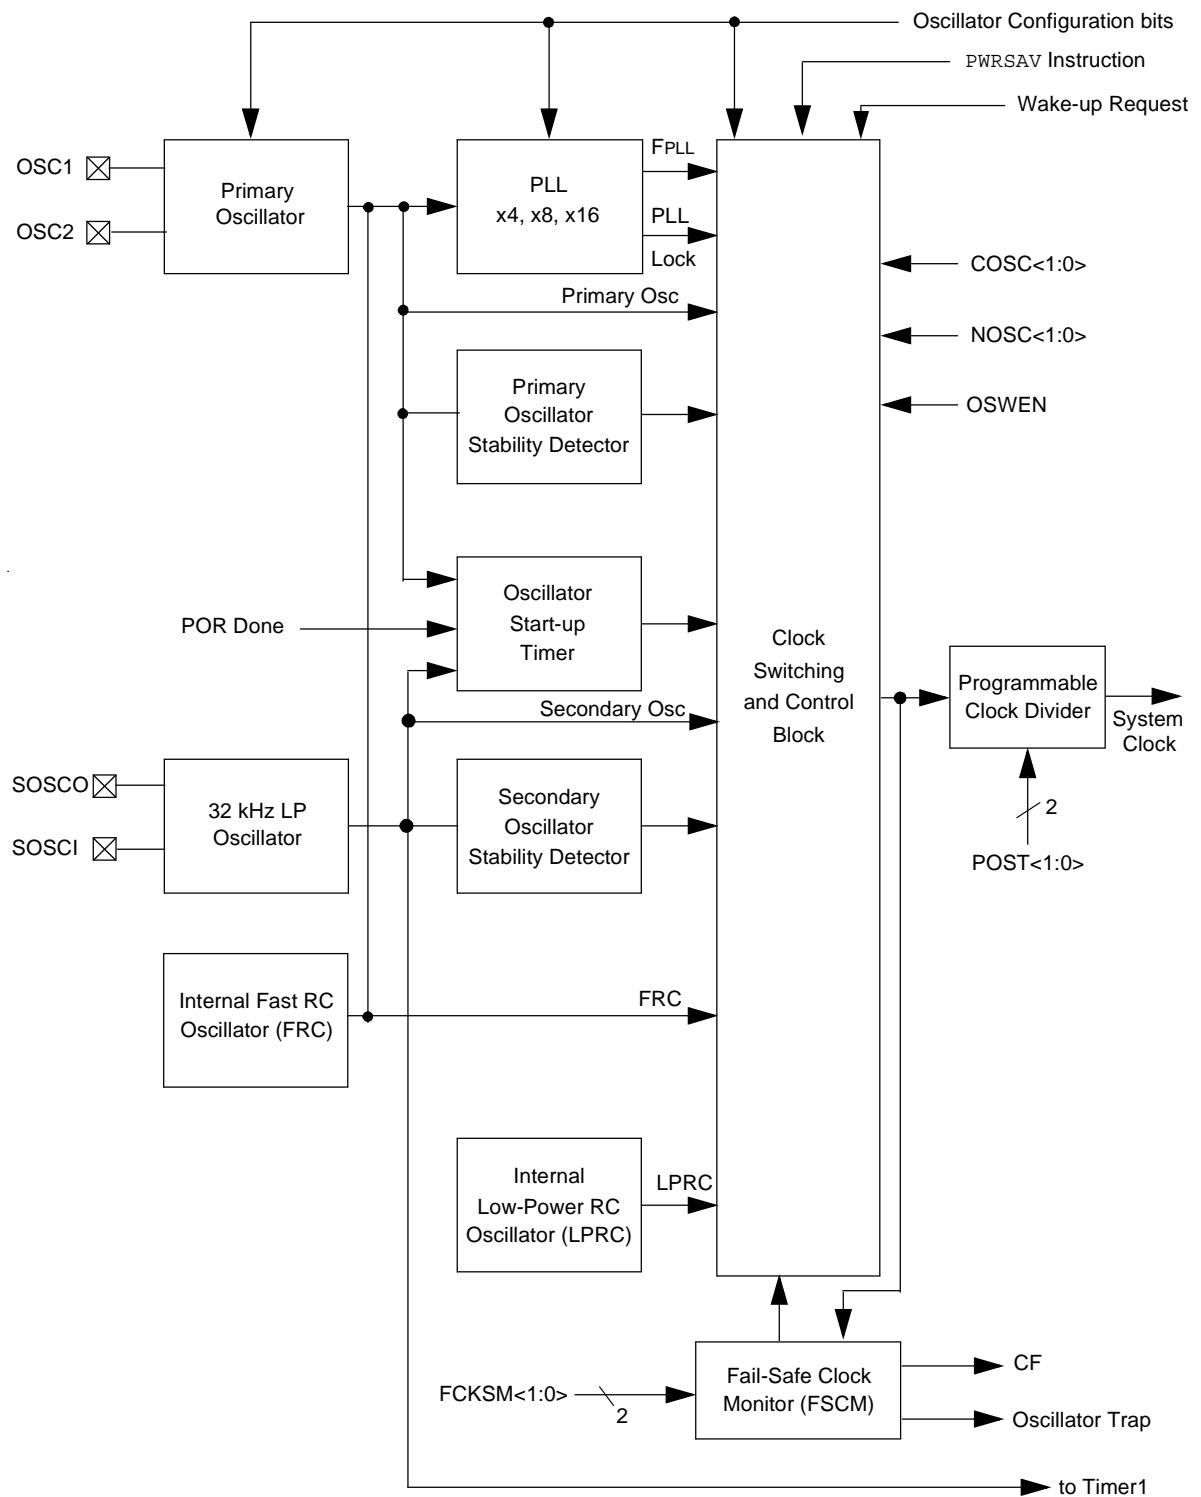 Oscillator Configuration bits
PWRSAV Instruction
Wake-up Request
OSC1
OSC2
Primary
Oscillator
PLL
x4, x8, x16
FPLL
PLL
Lock
COSC<1:0>
Primary Osc
NOSC<1:0>
Primary
Oscillator
Stability Detector
OSWEN
Oscillator
Start-up
Timer
POR Done
Clock
Switching
and Control
Block
Programmable
Clock Divider
System
Clock
Secondary Osc
SOSCO
SOSCI
32 kHz LP
Oscillator
Secondary
Oscillator
Stability Detector
2
POST<1:0>
Internal Fast RC
Oscillator (FRC)
FRC
Internal
Low-Power RC
Oscillator (LPRC)
LPRC
FCKSM<1:0>
2
Fail-Safe Clock
Monitor (FSCM)
CF
Oscillator Trap
to Timer1